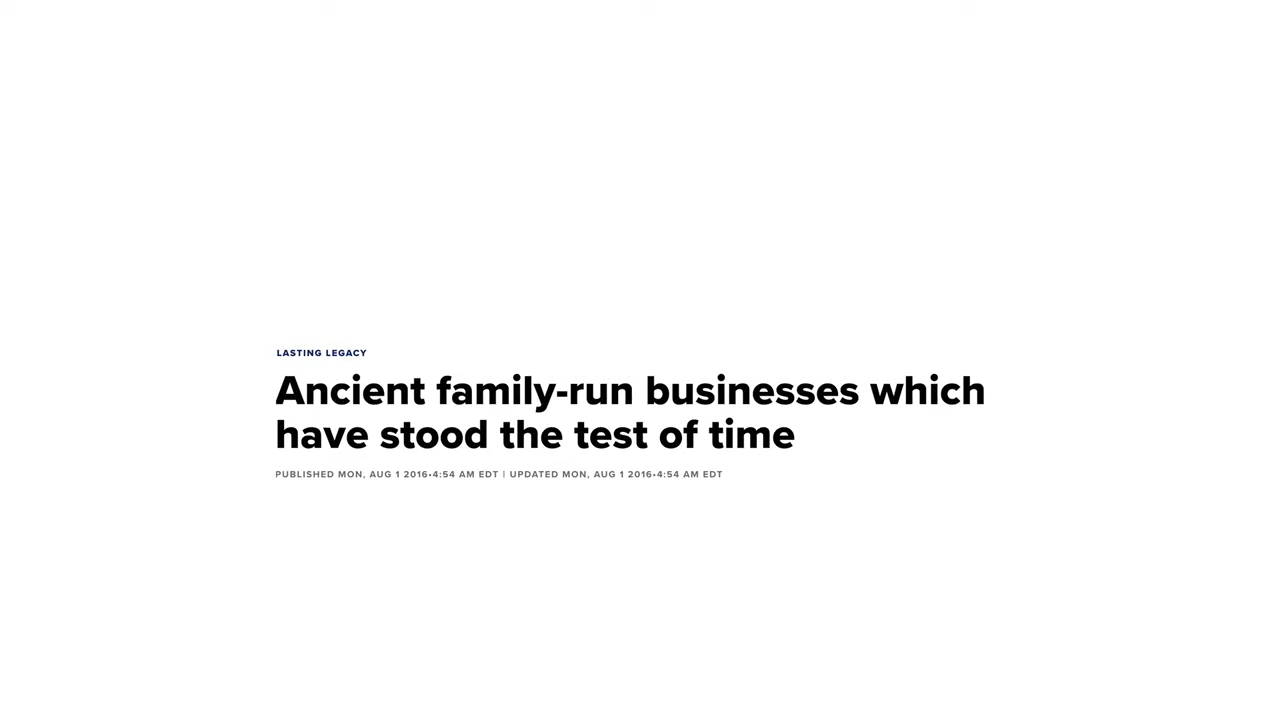 LASTING LEGACY
Ancient family-run businesses which
have stood the test of time
PUBLISHED MON, AUG 1 2016•4:54 AM EDT | UPDATED MON, AUG 1 2016•4:54 AM EDT